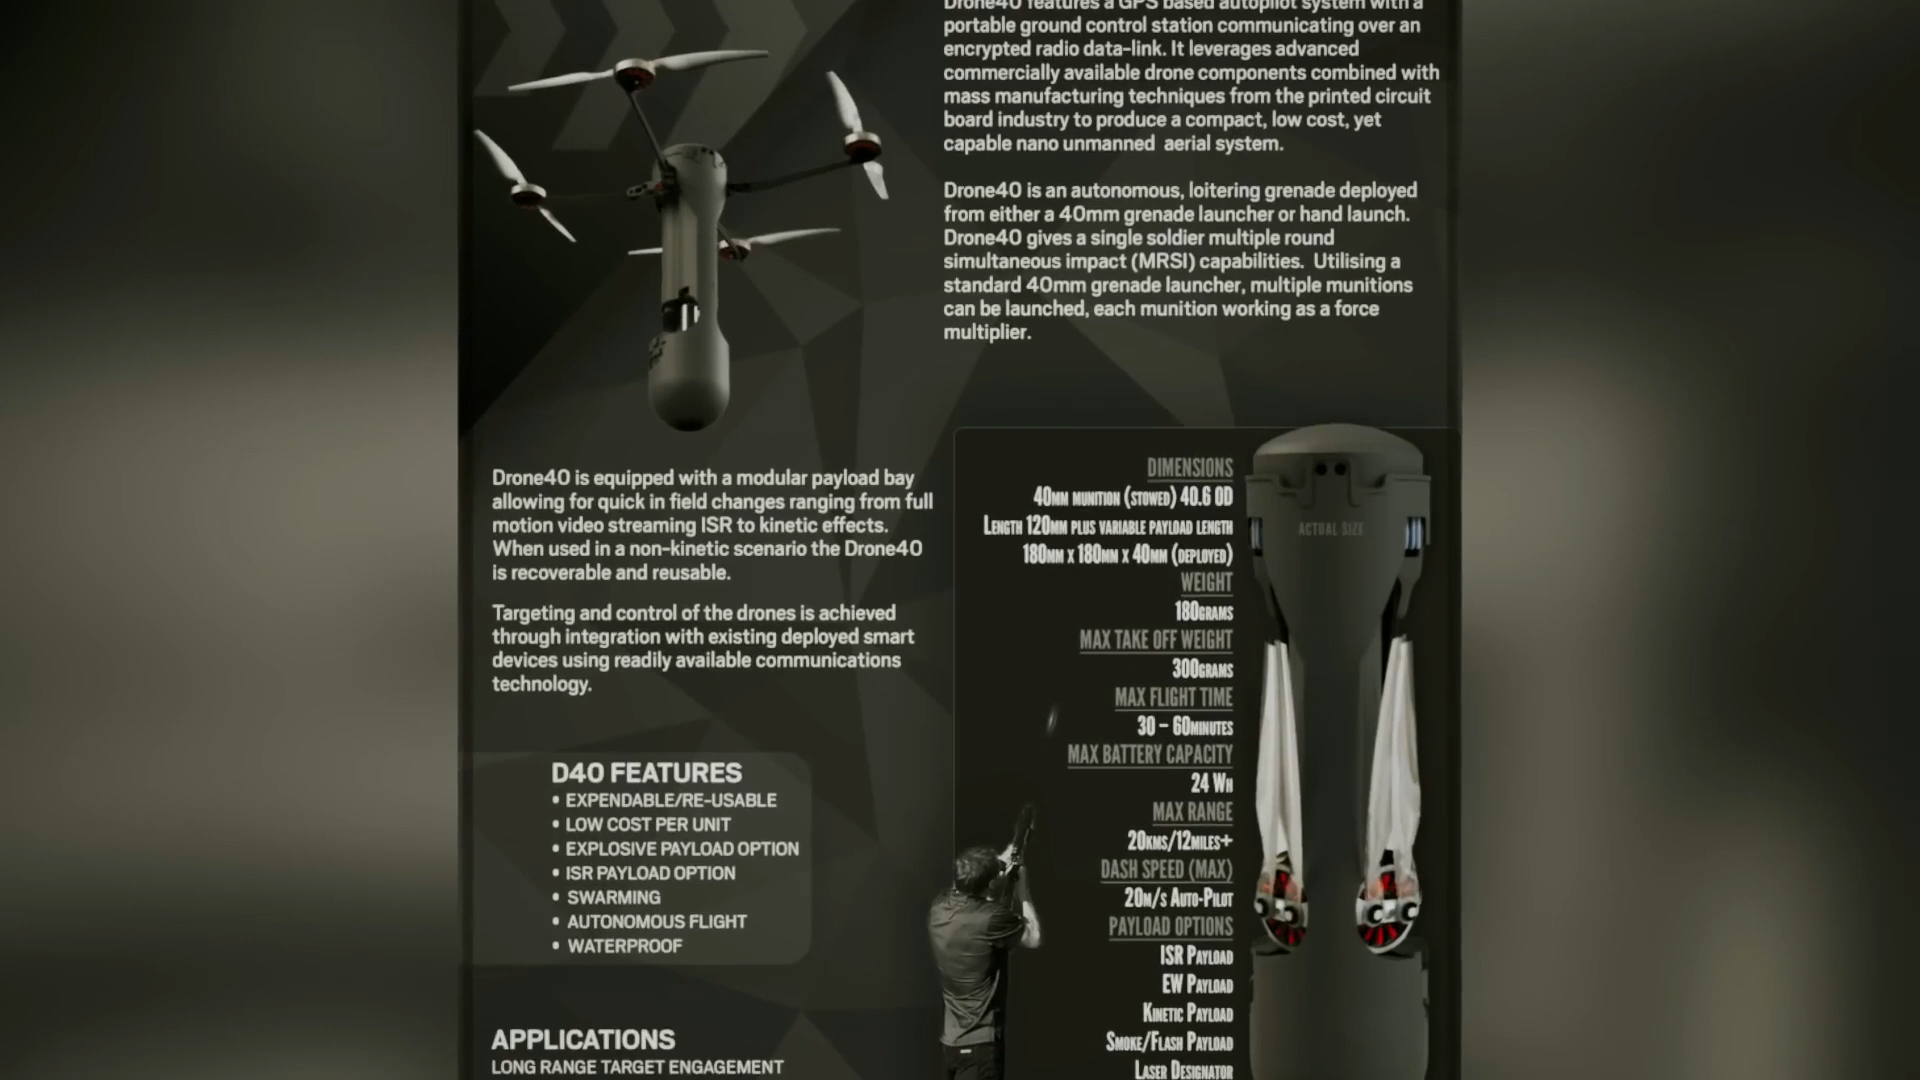 Drone40 features a GPS based autopilot system with a
portable ground control station communicating over an
encrypted radio data-link. It leverages advanced
commercially available drone components combined with
mass manufacturing techniques from the printed circuit
board industry to produce a compact, low cost, yet
capable nano unmanned aerial system.
Drone40 is an autonomous, loitering grenade deployed
from either a 40mm grenade launcher or hand launch.
Drone40 gives a single soldier multiple round
simultaneous impact (MRSI) capabilities. Utilising a
standard 40mm grenade launcher, multiple munitions
can be launched, each munition working as a force
multiplier.
Drone40 is equipped with a modular payload bay
allowing for quick in field changes ranging from full
motion video streaming ISR to kinetic effects.
When used in a non-kinetic scenario the Drone40
is recoverable and reusable.
Targeting and control of the drones is achieved
through integration with existing deployed smart
devices using readily available communications
technology.
D40 FEATURES
• EXPENDABLE/RE-USABLE
• LOW COST PER UNIT
• EXPLOSIVE PAYLOAD OPTION
• ISR PAYLOAD OPTION
• SWARMING
• AUTONOMOUS FLIGHT
• WATERPROOF
APPLICATIONS
LONG RANGE TARGET ENGAGEMENT
DIMENSIONS
40MM MUNITION (STOWED) 40.6 OD
LENGTH 120MM PLUS VARIABLE PAYLOAD LENGTH
180MM X 180MM X 40MM (DEPLOYED)
WEIGHT
180GRAMS
MAX TAKE OFF WEIGHT
300GRAMS
MAX FLIGHT TIME
30 – 60MINUTES
MAX BATTERY CAPACITY
24 WH
MAX RANGE
20KMS/12MILES+
DASH SPEED (MAX)
20M/S AUTO-PILOT
PAYLOAD OPTIONS
ISR PAYLOAD
EW PAYLOAD
KINETIC PAYLOAD
SMOKE/FLASH PAYLOAD
LASER DESIGNATOR
ACTUAL SIZE